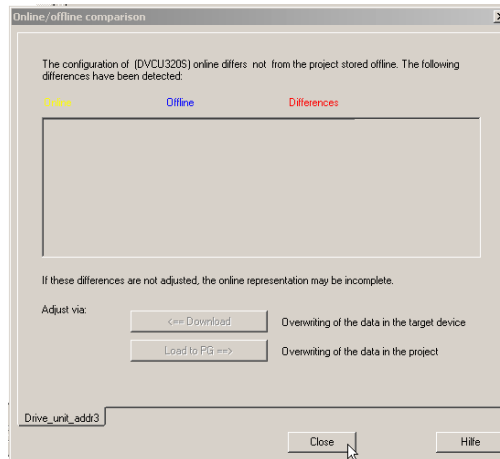 Online/offline comparison
The configuration of (DVCU320S) online differs not from the project stored offline. The following
differences have been detected:
Online Offline Differences
If these differences are not adjusted, the online representation may be incomplete.
Adjust via:
<== Download Overwriting of the data in the target device
Load to PG ==> Overwriting of the data in the project
Drive_unit_addr3
Close Hilfe